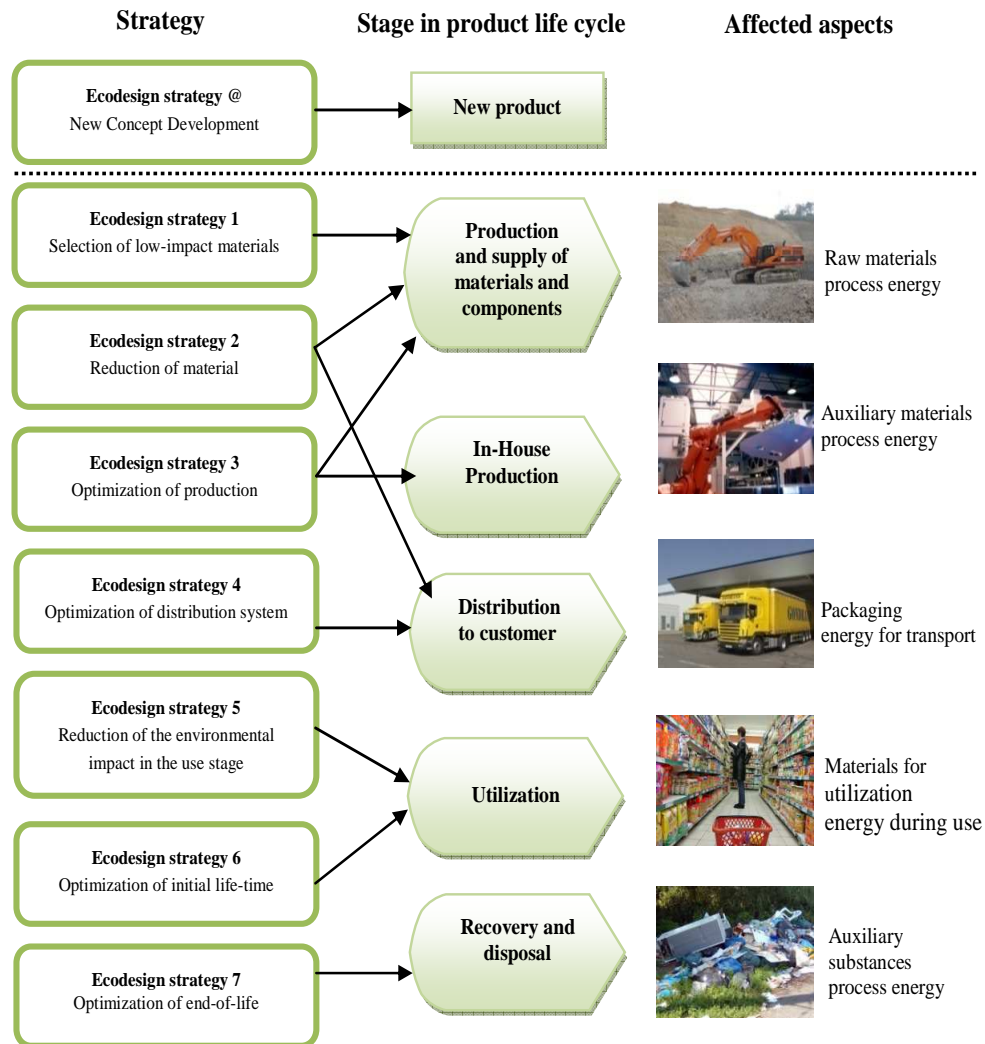 Strategy
Stage in product life cycle
Affected aspects
Ecodesign strategy @
New Concept Development
New product
Ecodesign strategy 1
Selection of low-impact materials
Production
and supply of
materials and
components
Raw materials
process energy
Ecodesign strategy 2
Reduction of material
Auxiliary materials
process energy
Ecodesign strategy 3
Optimization of production
In-House
Production
Ecodesign strategy 4
Optimization of distribution system
Distribution
to customer
Packaging
energy for transport
Ecodesign strategy 5
Reduction of the environmental
impact in the use stage
Utilization
Materials for
utilization
energy during use
Ecodesign strategy 6
Optimization of initial life-time
Recovery and
disposal
Auxiliary
substances
process energy
Ecodesign strategy 7
Optimization of end-of-life